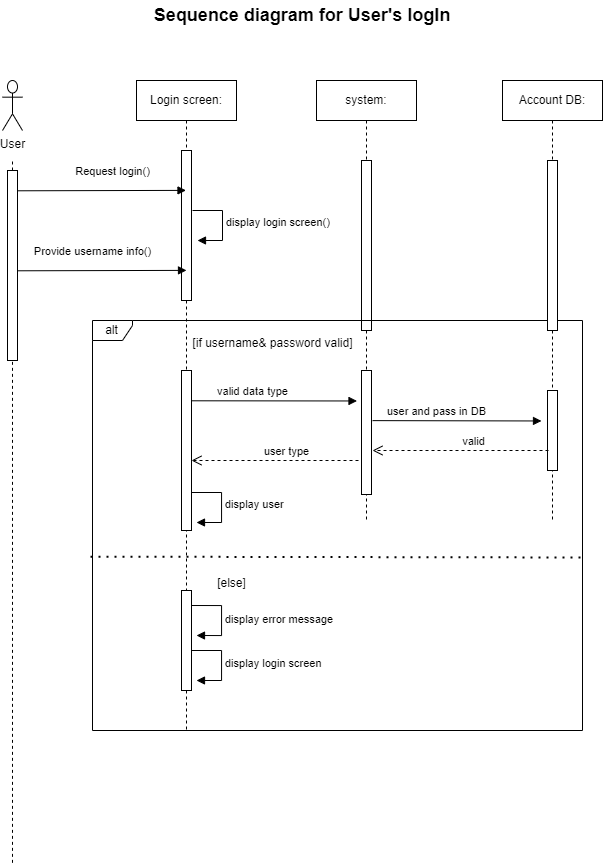 Sequence diagram for User's logIn
Login screen:
system:
Account DB:
User
Request login()
display login screen()
Provide username info()
alt
[if username& password valid]
valid data type
user and pass in DB
valid
user type
display user
[else]
display error message
display login screen